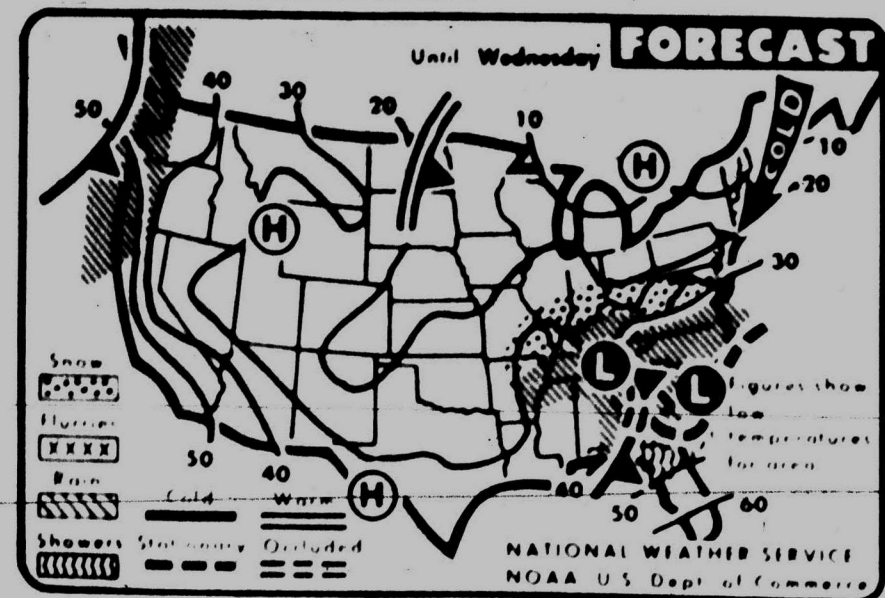 Until Wednesday FORECAST
COLD
50
40
30
20
10
10
20
30
H
H
H
L
L
Figures show
low
temperatures
for area
Snow
Flurries
Rain
Showers
Cold
Warm
Stationary
Occluded
50
40
40
50
60
NATIONAL WEATHER SERVICE
NOAA U S Dept of Commerce